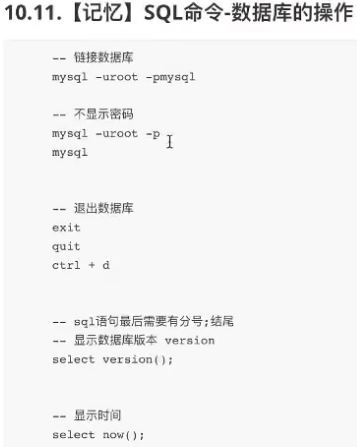 10.11.【记忆】SQL命令-数据库的操作
-- 链接数据库
mysql -uroot -pmysql
-- 不显示密码
mysql -uroot -p
mysql
-- 退出数据库
exit
quit
ctrl + d
-- sql语句最后需要有分号;结尾
-- 显示数据库版本 version
select version();
-- 显示时间
select now();